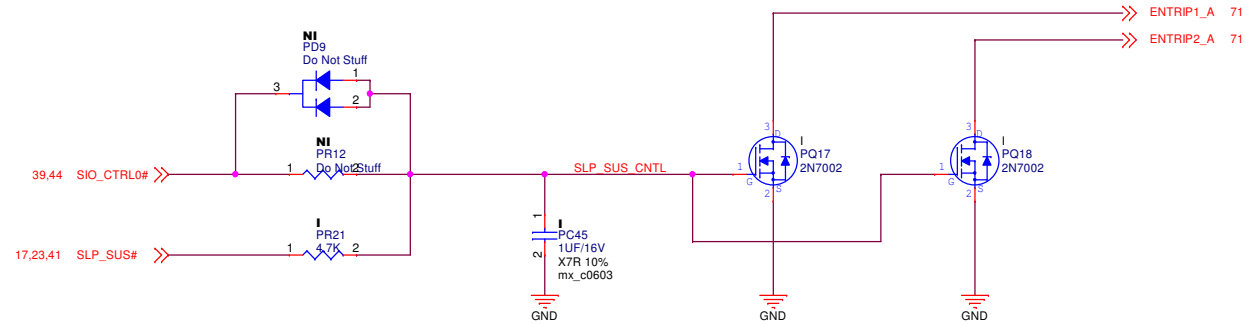 ENTRIP1_A 71
ENTRIP2_A 71
NI
PD9
Do Not Stuff
1
3
2
NI
PR12
Do Not Stuff
1 2
39,44 SIO_CTRL0#
SLP_SUS_CNTL
I
PR21
4.7K
1 2
17,23,41 SLP_SUS#
1
I
PC45
1UF/16V
X7R 10%
mx_c0603
2
GND
3 D
I
PQ17
2N7002
1
G
S
2
GND
3 D
I
PQ18
2N7002
1
G
S
2
GND